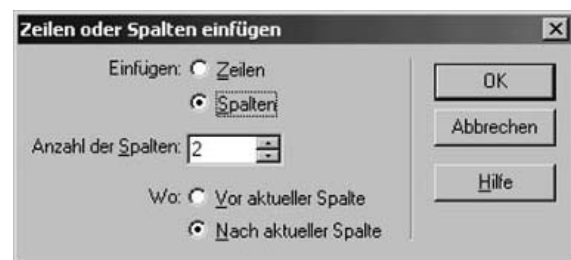 Zeilen oder Spalten einfügen
Einfügen: Zeilen
Spalten
OK
Anzahl der Spalten: 2
Abbrechen
Wo: Vor aktueller Spalte
Hilfe
Nach aktueller Spalte